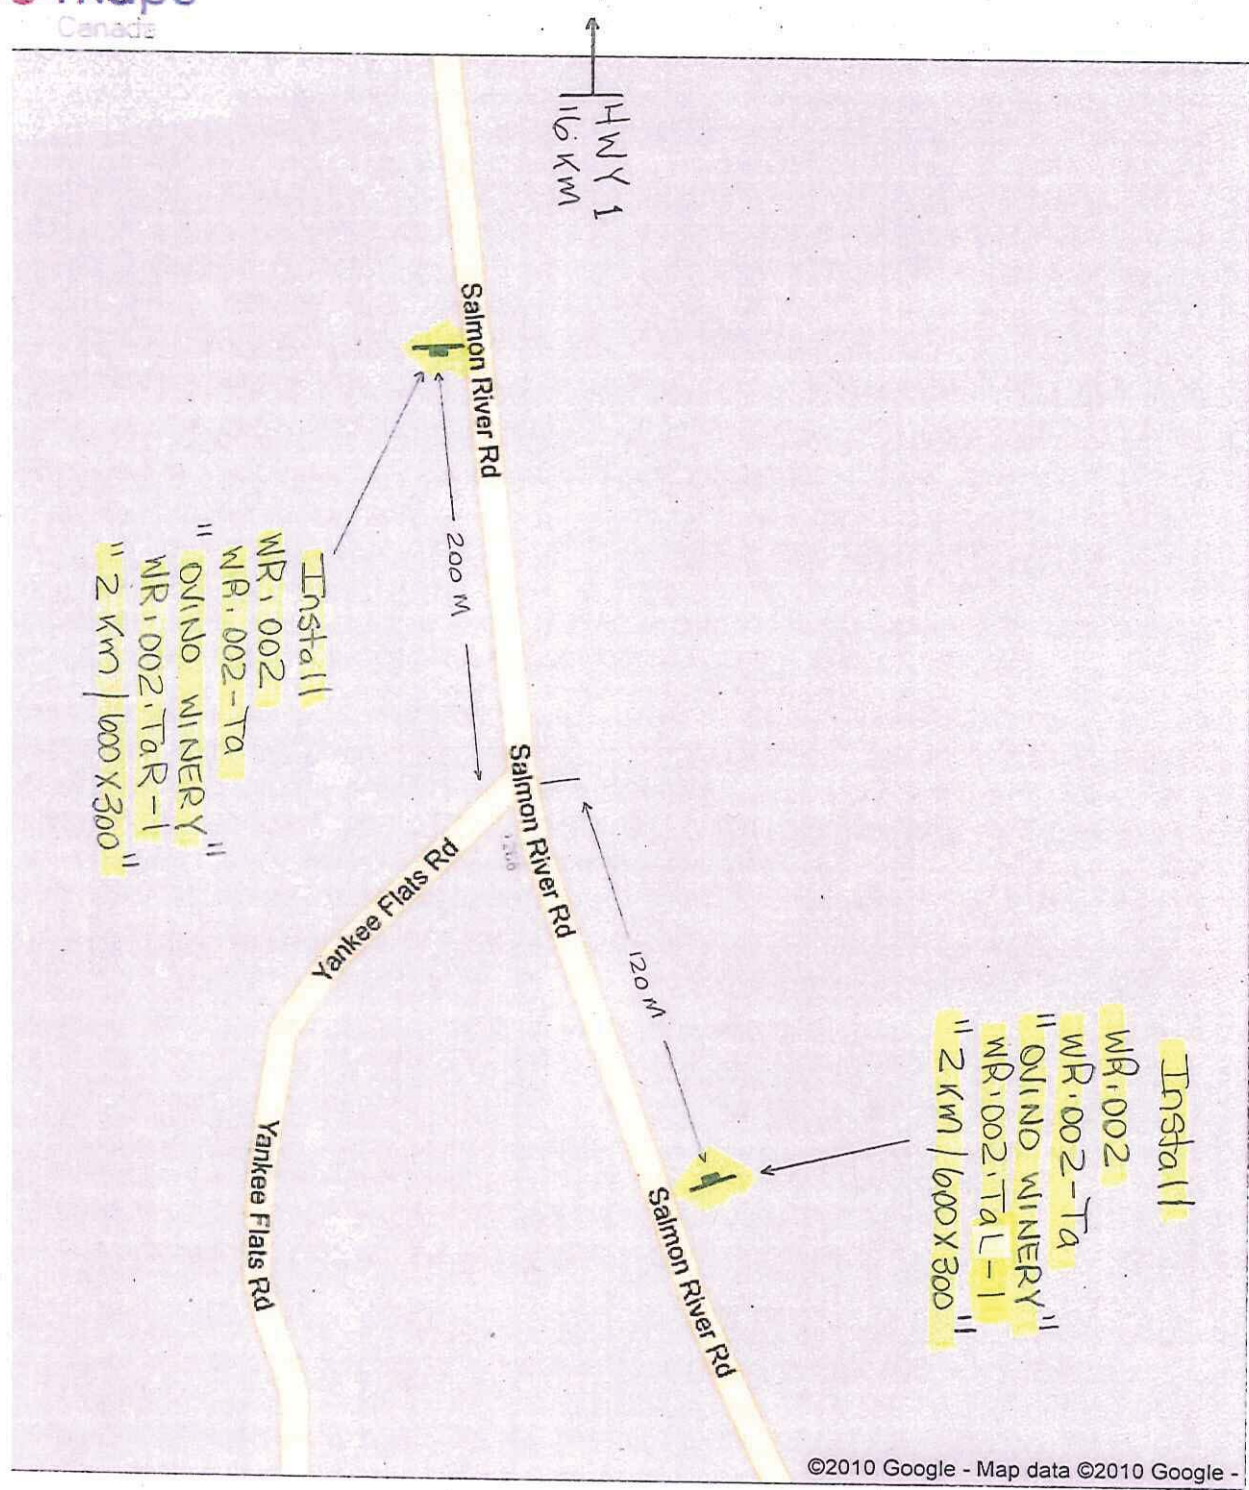 maps
Canada
HWY 1
16 KM
Salmon River Rd
200 M
Install
WR.002
WR.002-Ta
"OVINO WINERY"
WR.002.TaR-1
"2 Km / 600 X 300"
Salmon River Rd
Yankee Flats Rd
120 M
Install
WR.002
WR.002-Ta
"OVINO WINERY"
WR.002.TaL-1
"2 KM / 600 X 300"
Salmon River Rd
Yankee Flats Rd
©2010 Google - Map data ©2010 Google -